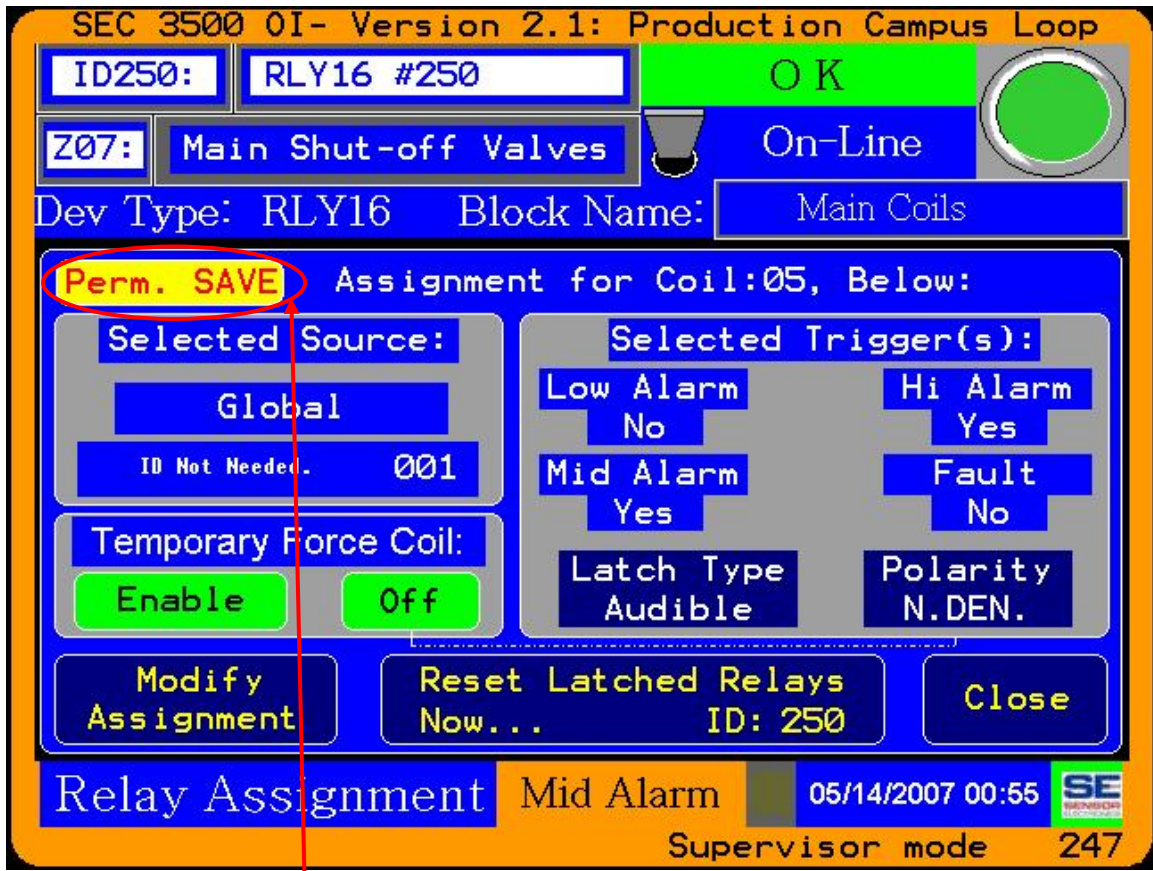 SEC 3500 OI- Version 2.1: Production Campus Loop
ID250: RLY16 #250 OK
Z07: Main Shut-off Valves On-Line
Dev Type: RLY16 Block Name: Main Coils
Perm. SAVE Assignment for Coil:05, Below:
Selected Source:
Global
ID Not Needed. 001
Temporary Force Coil:
Enable Off
Selected Trigger(s):
Low Alarm Hi Alarm
No Yes
Mid Alarm Fault
Yes No
Latch Type Polarity
Audible N.DEN.
Modify
Assignment
Reset Latched Relays
Now... ID: 250
Close
Relay Assignment Mid Alarm 05/14/2007 00:55 SE
SENSOR
ELECTRONICS
Supervisor mode 247